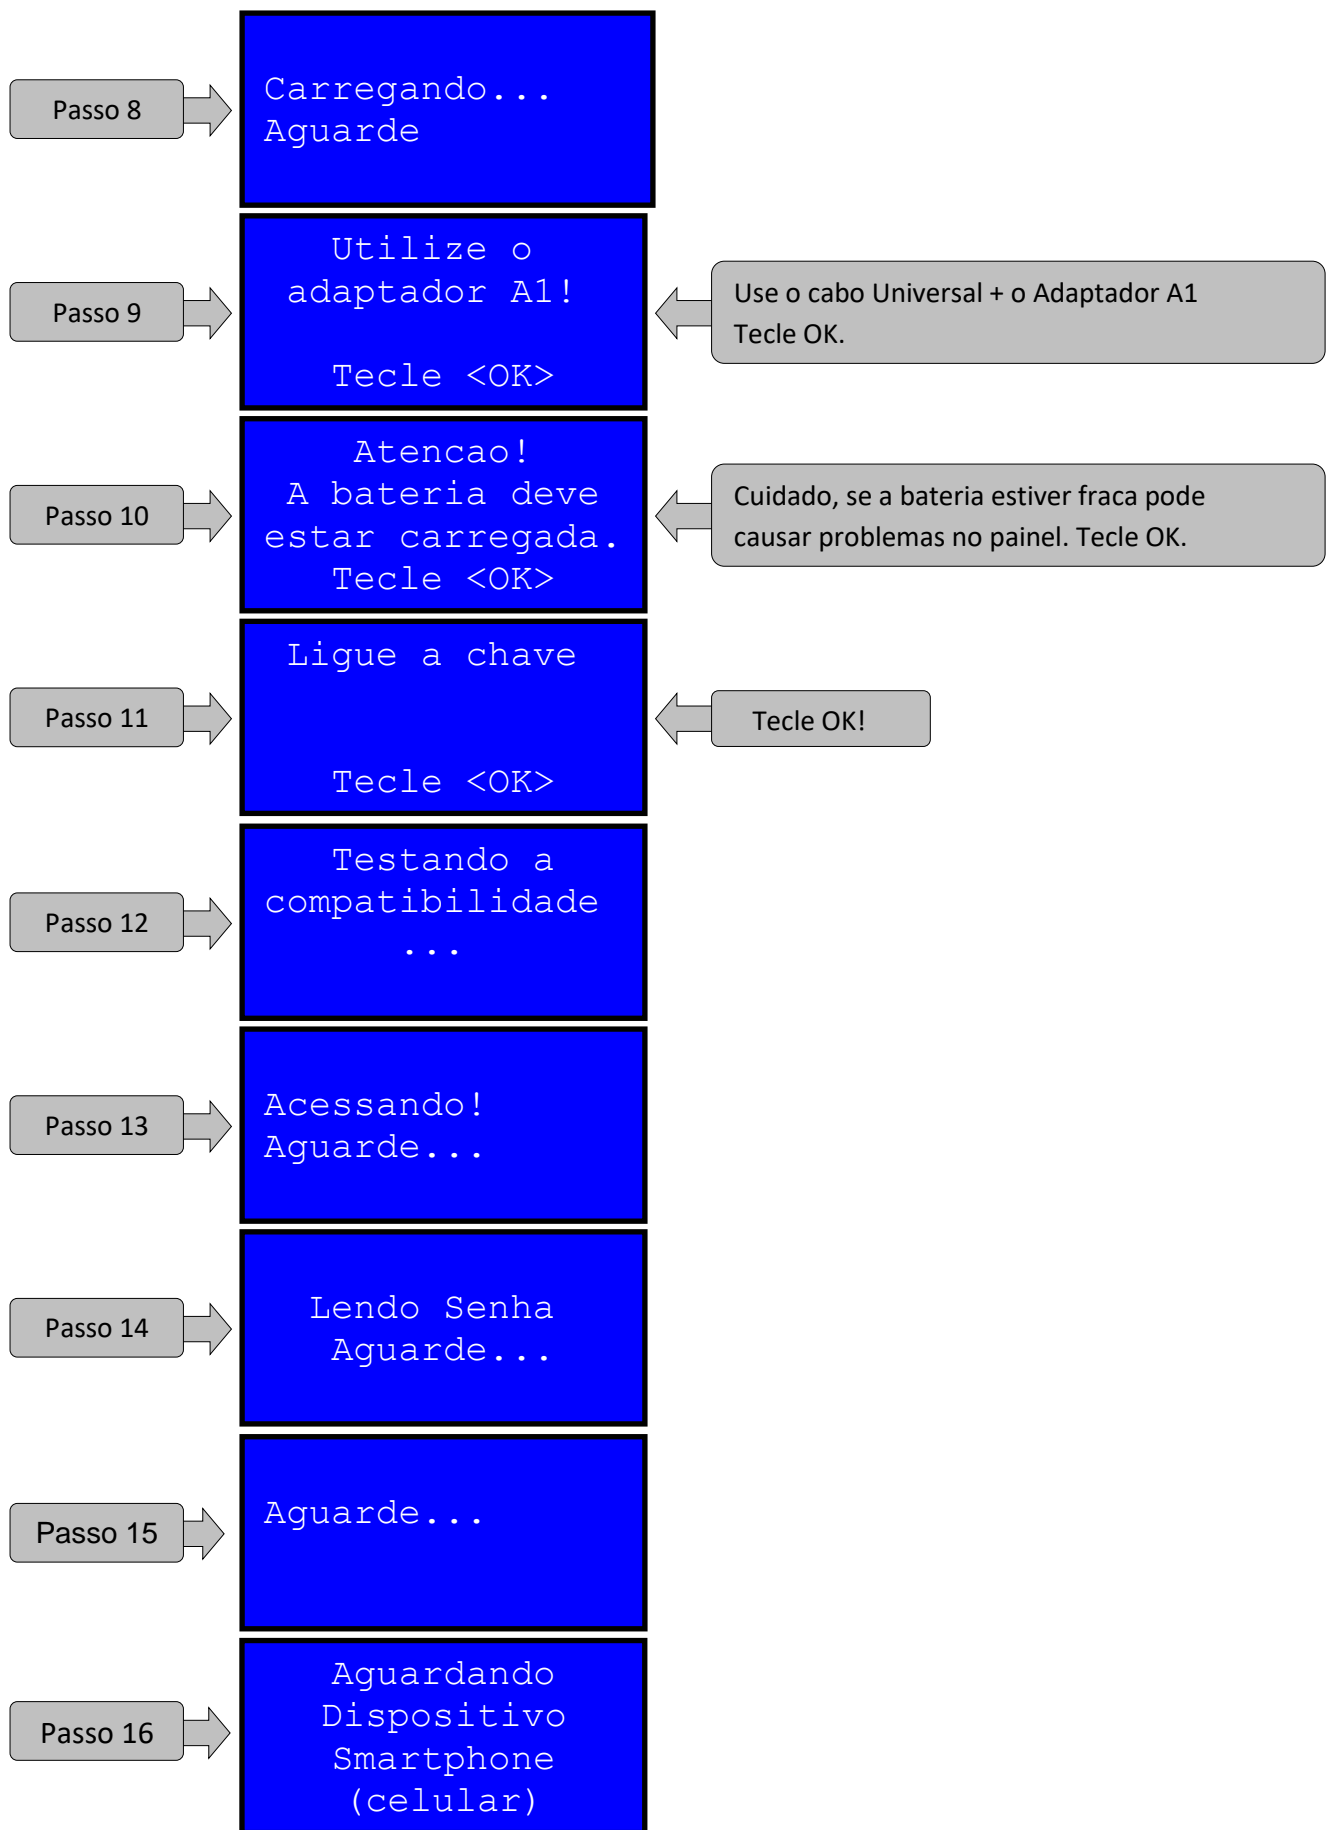 Passo 8
Carregando...
Aguarde
Passo 9
Utilize o
adaptador A1!
Tecle <OK>
Use o cabo Universal + o Adaptador A1
Tecle OK.
Passo 10
Atencao!
A bateria deve
estar carregada.
Tecle <OK>
Cuidado, se a bateria estiver fraca pode
causar problemas no painel. Tecle OK.
Passo 11
Ligue a chave
Tecle <OK>
Tecle OK!
Passo 12
Testando a
compatibilidade
...
Passo 13
Acessando!
Aguarde...
Passo 14
Lendo Senha
Aguarde...
Passo 15
Aguarde...
Passo 16
Aguardando
Dispositivo
Smartphone
(celular)